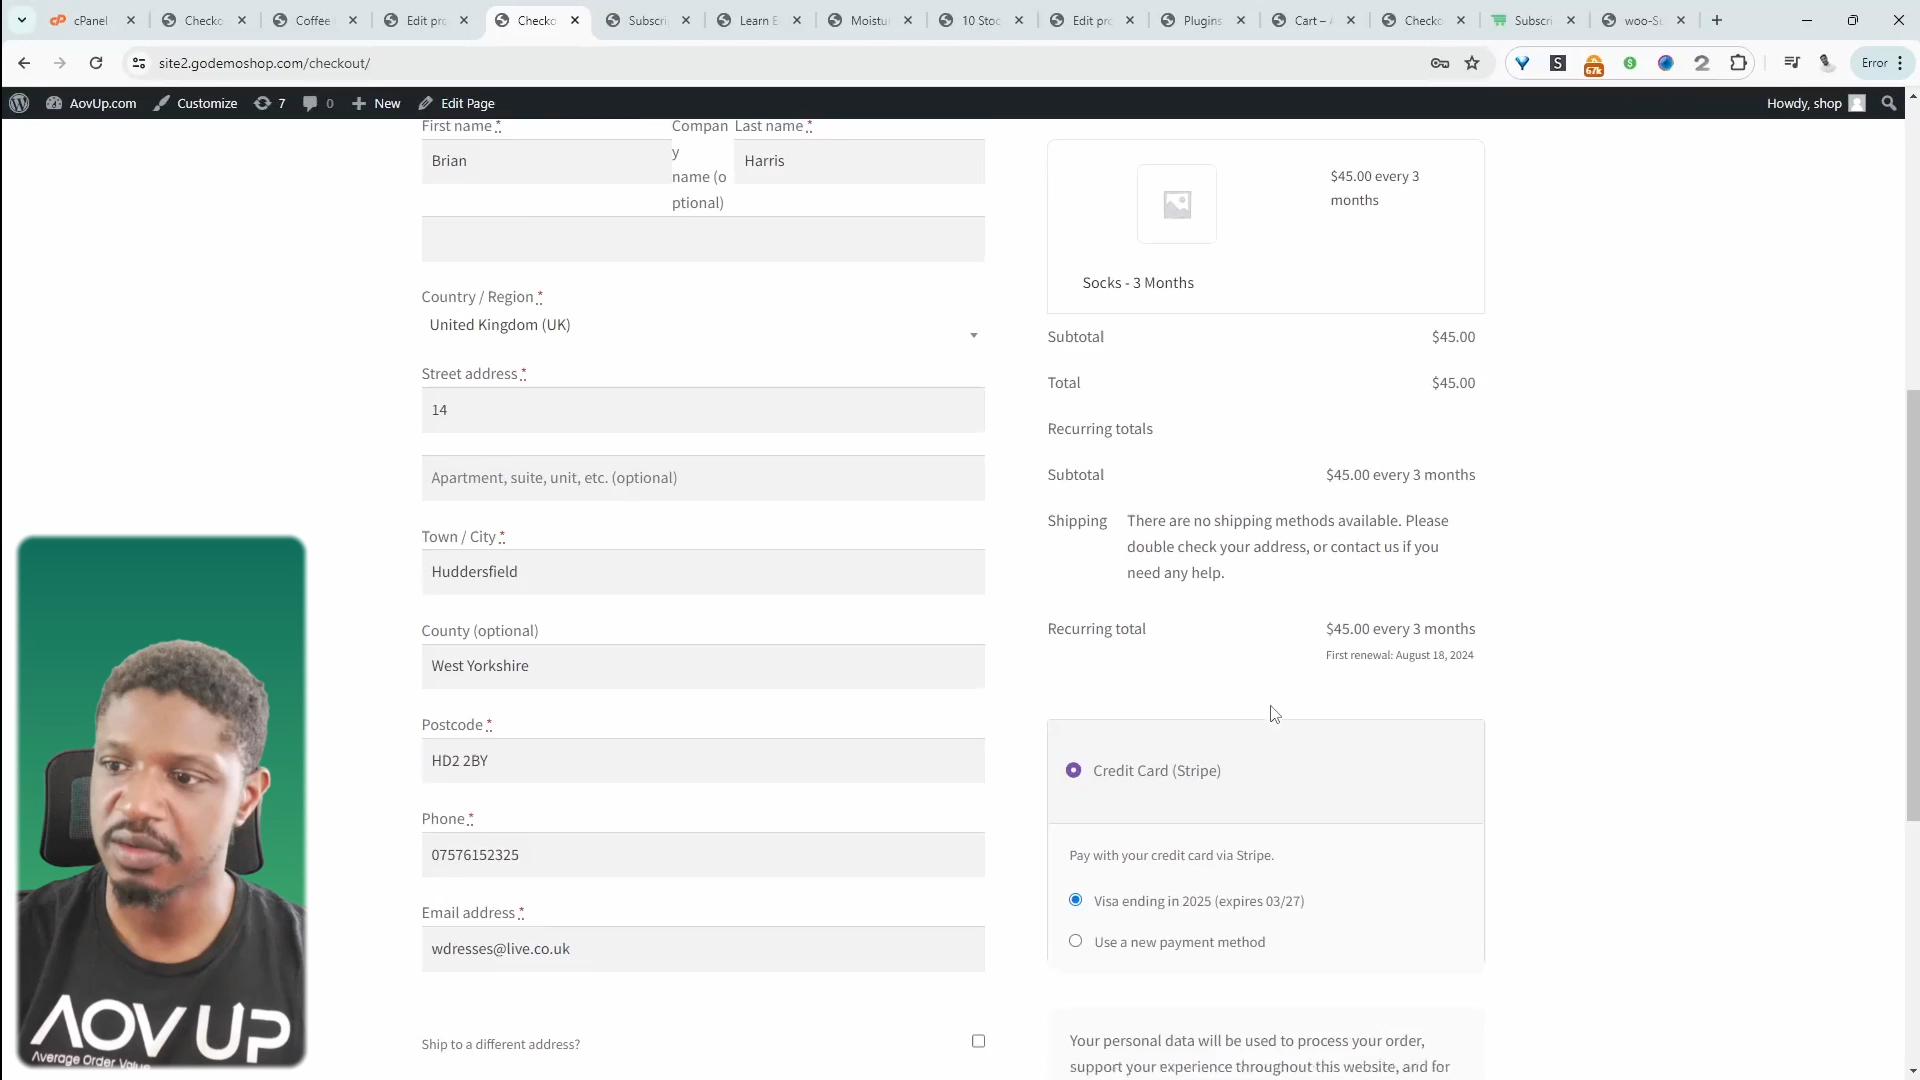 cPanel
Checko
Coffee
Edit pro
Checko
Subscri
Learn E
Moistu
10 Stoc
Edit pro
Plugins
Cart –
Checko
Subscri
woo-Su
site2.godemoshop.com/checkout/
67k
Error
AovUp.com
Customize
7
0
New
Edit Page
Howdy, shop
First name *
Compan
y
name (o
ptional)
Last name *
Brian
Harris
Country / Region *
United Kingdom (UK)
Street address *
14
Apartment, suite, unit, etc. (optional)
Town / City *
Huddersfield
County (optional)
West Yorkshire
Postcode *
HD2 2BY
Phone *
07576152325
Email address *
wdresses@live.co.uk
Ship to a different address?
$45.00 every 3
months
Socks - 3 Months
Subtotal $45.00
Total $45.00
Recurring totals
Subtotal $45.00 every 3 months
Shipping There are no shipping methods available. Please
double check your address, or contact us if you
need any help.
Recurring total $45.00 every 3 months
First renewal: August 18, 2024
Credit Card (Stripe)
Pay with your credit card via Stripe.
Visa ending in 2025 (expires 03/27)
Use a new payment method
Your personal data will be used to process your order,
support your experience throughout this website, and for
AOV UP
Average Order Value